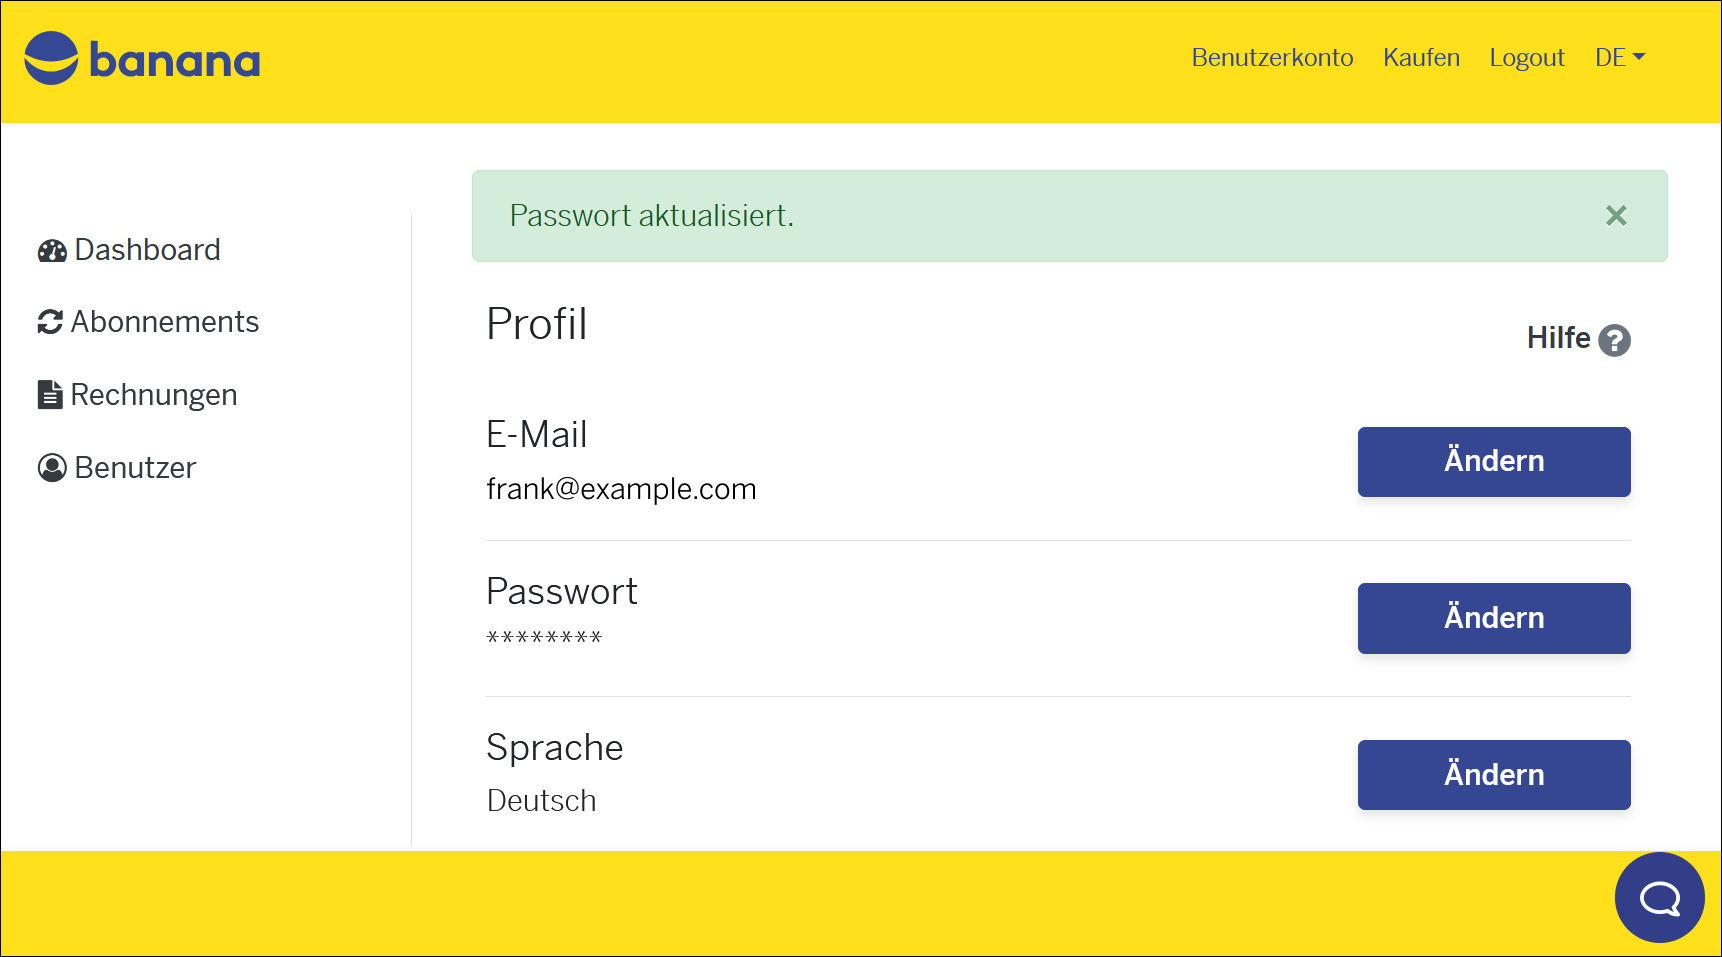 banana
Benutzerkonto Kaufen Logout DE
Passwort aktualisiert. ×
Dashboard
Abonnements
Rechnungen
Benutzer
Profil
Hilfe ?
E-Mail
frank@example.com
Ändern
Passwort
********
Ändern
Sprache
Deutsch
Ändern